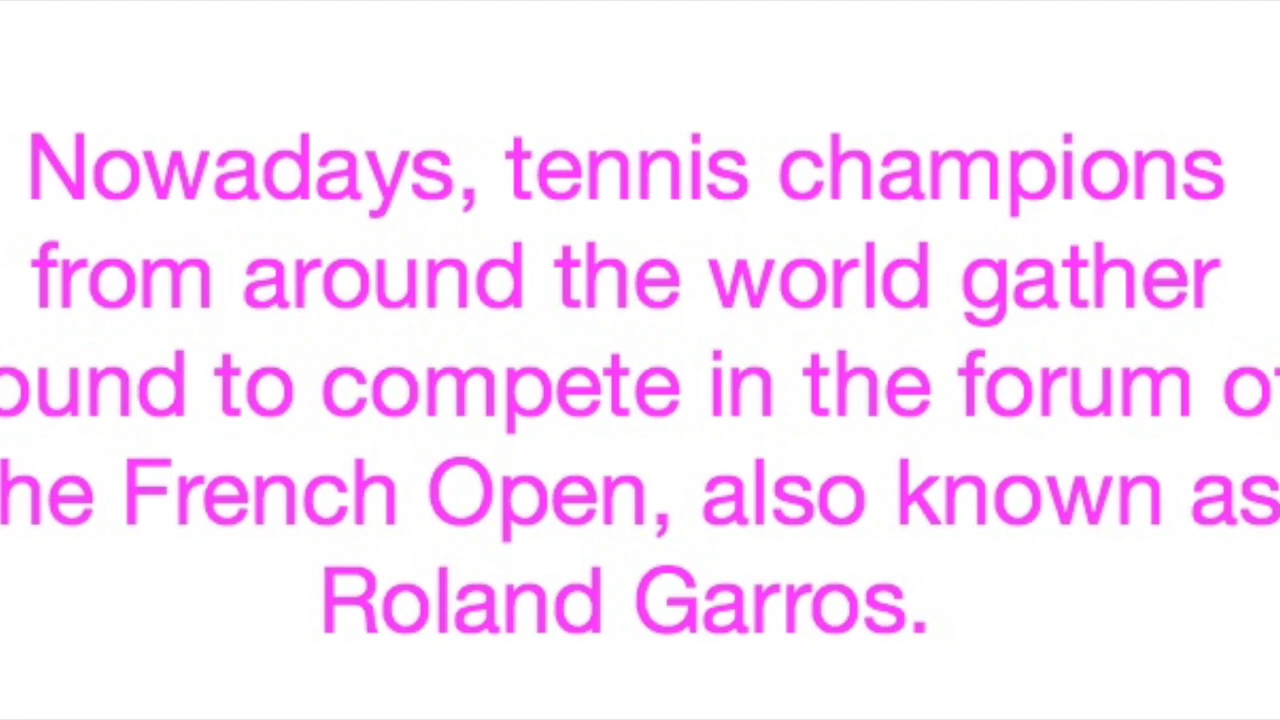 Nowadays, tennis champions
from around the world gather
ound to compete in the forum of
he French Open, also known as
Roland Garros.